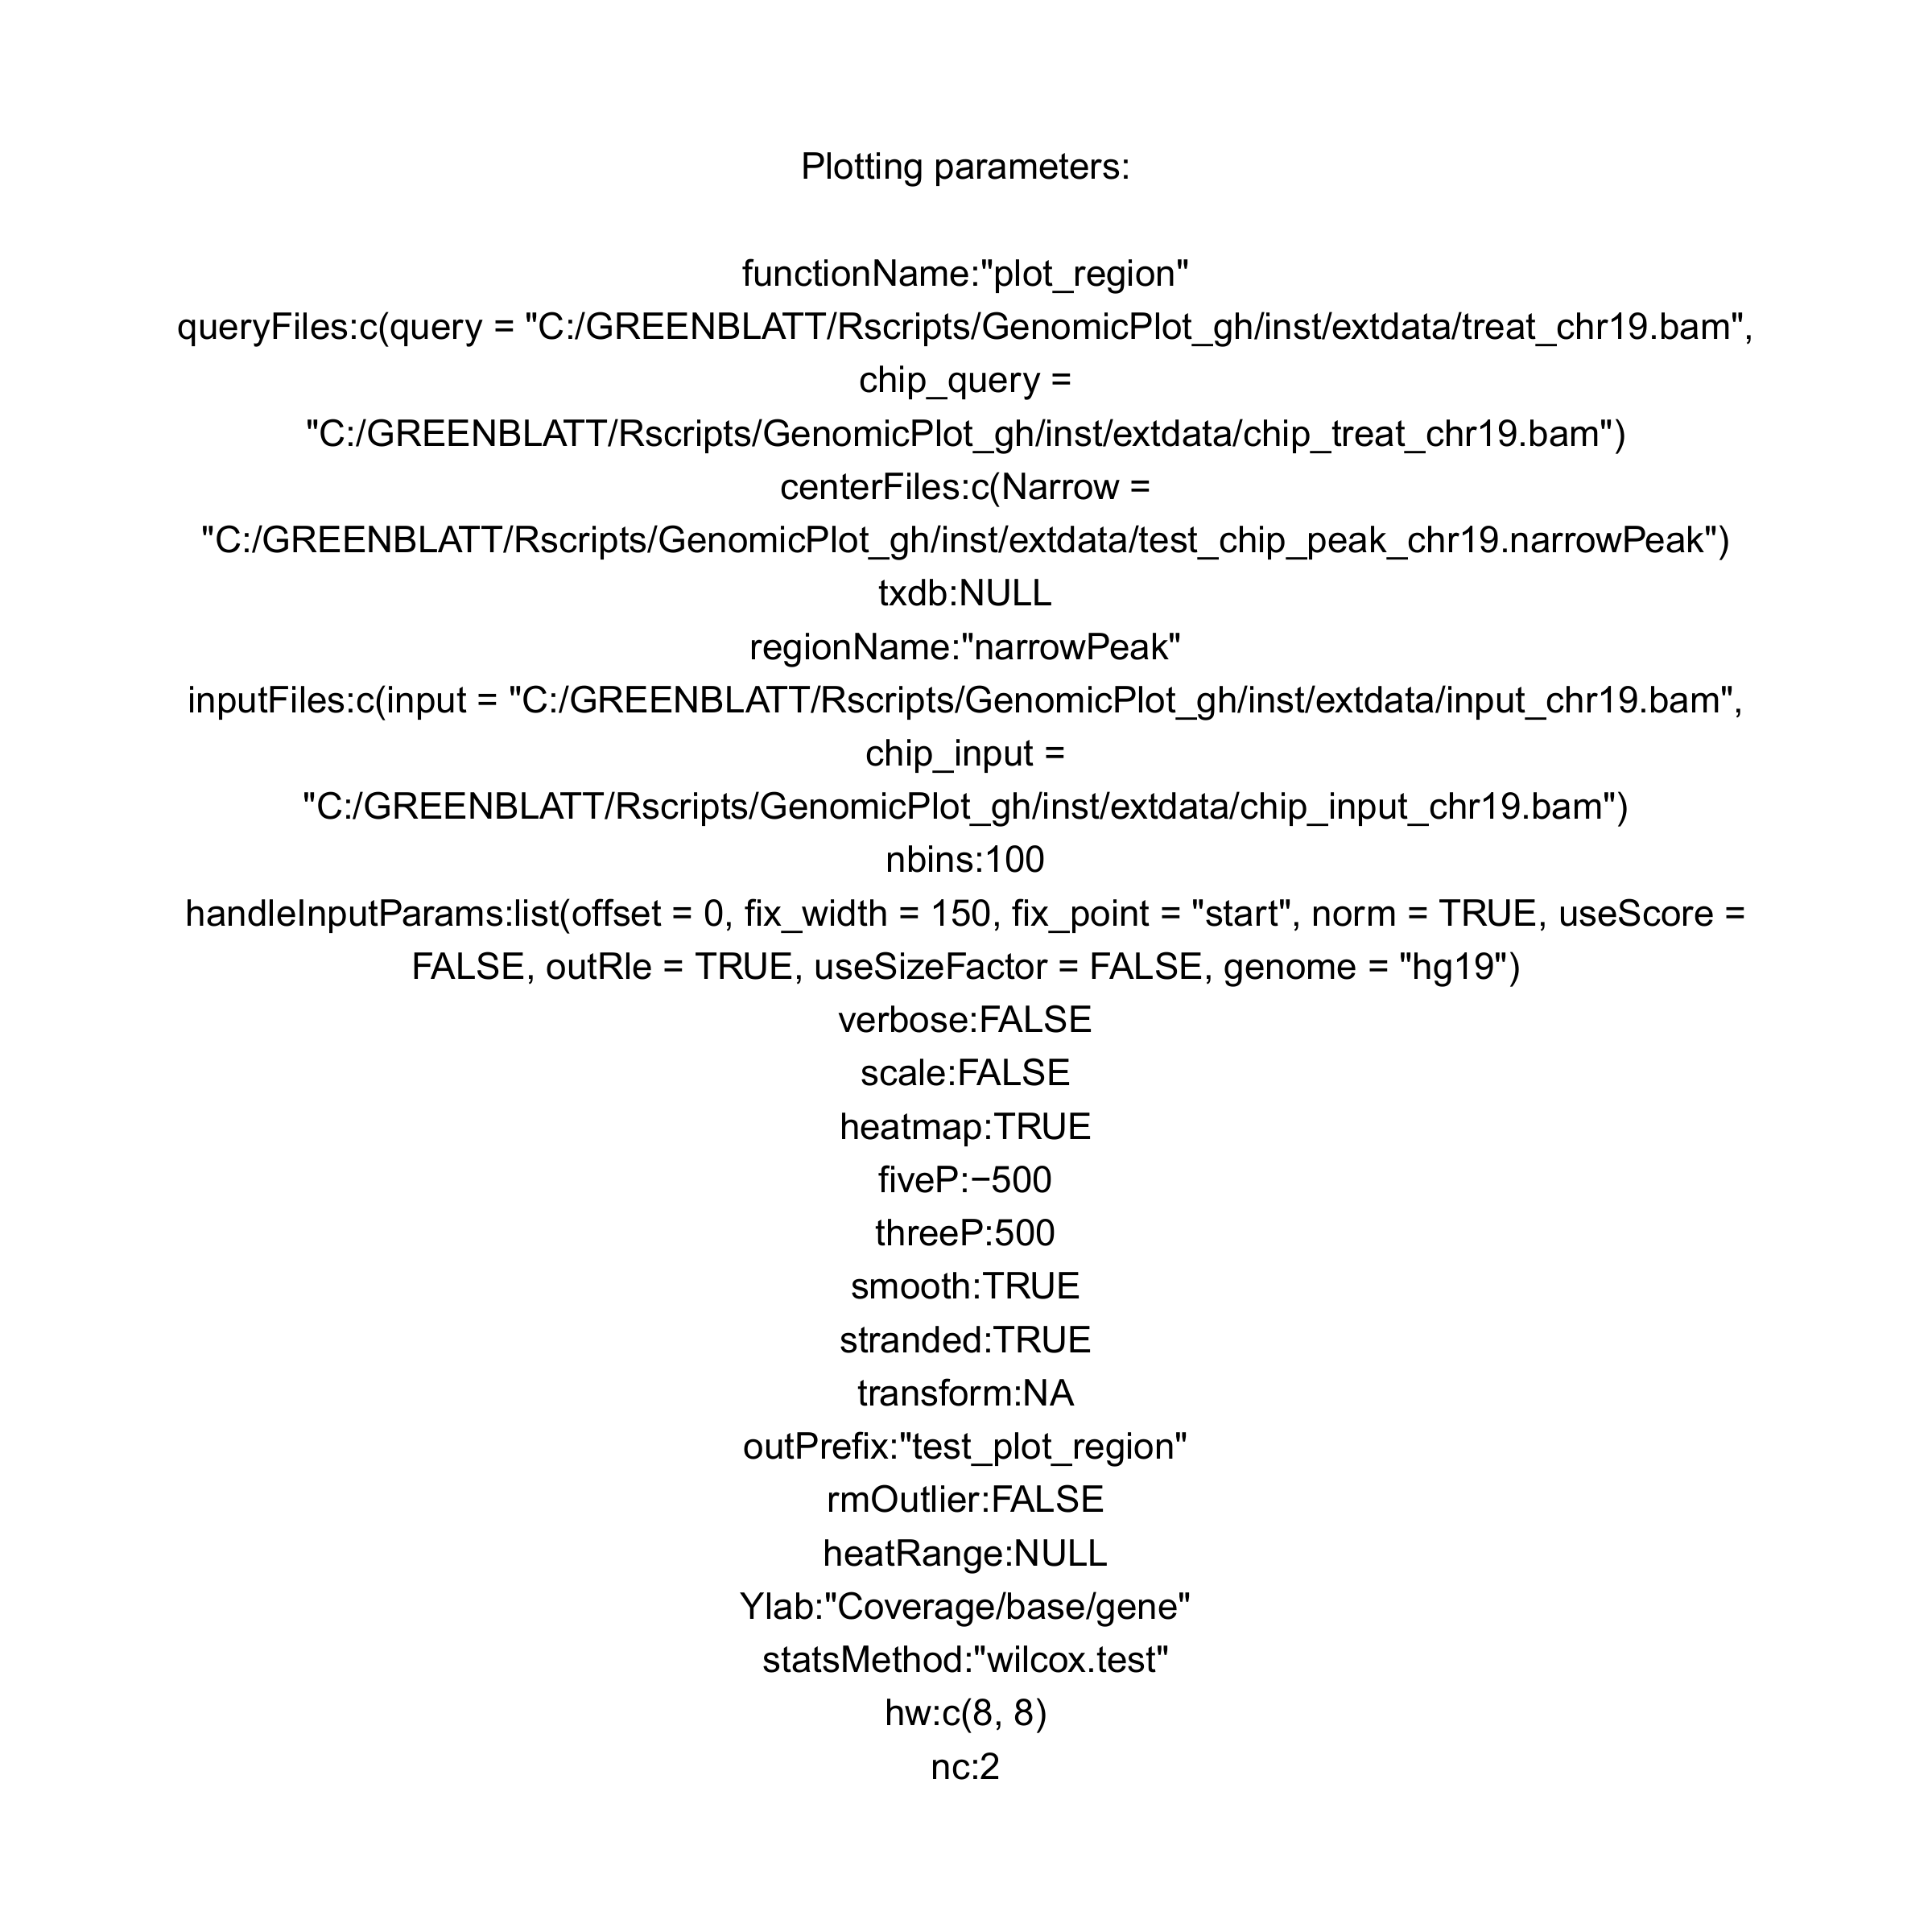 Plotting parameters:
functionName:"plot_region"
queryFiles:c(query = "C:/GREENBLATT/Rscripts/GenomicPlot_gh/inst/extdata/treat_chr19.bam",
chip_query =
"C:/GREENBLATT/Rscripts/GenomicPlot_gh/inst/extdata/chip_treat_chr19.bam")
centerFiles:c(Narrow =
"C:/GREENBLATT/Rscripts/GenomicPlot_gh/inst/extdata/test_chip_peak_chr19.narrowPeak")
txdb:NULL
regionName:"narrowPeak"
inputFiles:c(input = "C:/GREENBLATT/Rscripts/GenomicPlot_gh/inst/extdata/input_chr19.bam",
chip_input =
"C:/GREENBLATT/Rscripts/GenomicPlot_gh/inst/extdata/chip_input_chr19.bam")
nbins:100
handleInputParams:list(offset = 0, fix_width = 150, fix_point = "start", norm = TRUE, useScore =
FALSE, outRle = TRUE, useSizeFactor = FALSE, genome = "hg19")
verbose:FALSE
scale:FALSE
heatmap:TRUE
fiveP:−500
threeP:500
smooth:TRUE
stranded:TRUE
transform:NA
outPrefix:"test_plot_region"
rmOutlier:FALSE
heatRange:NULL
Ylab:"Coverage/base/gene"
statsMethod:"wilcox.test"
hw:c(8, 8)
nc:2